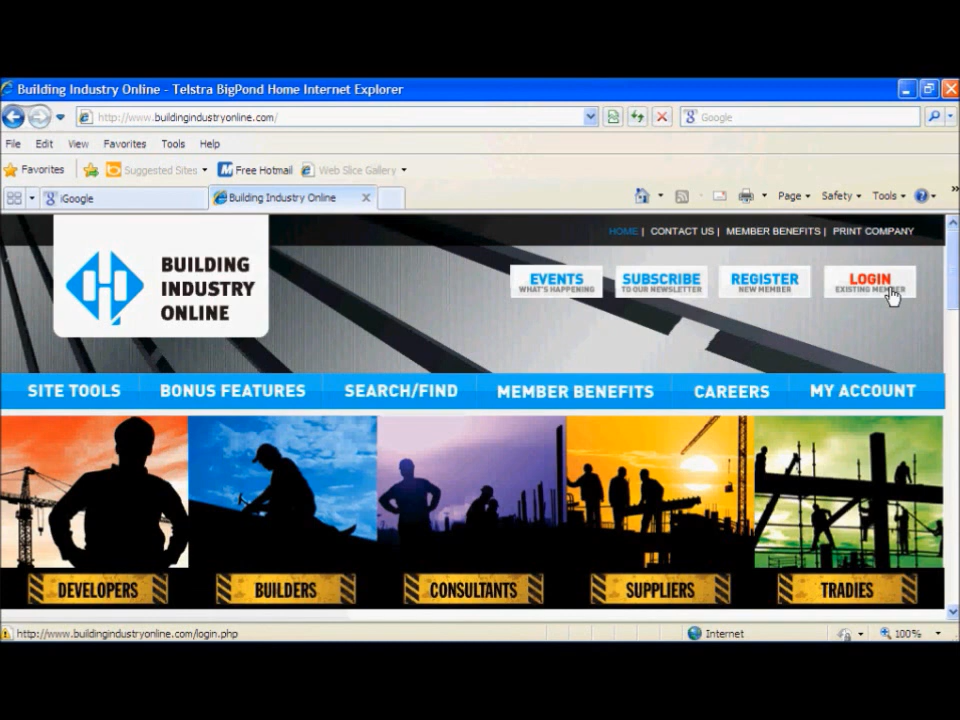 Building Industry Online - Telstra BigPond Home Internet Explorer
http://www.buildingindustryonline.com/
Google
File Edit View Favorites Tools Help
Favorites Suggested Sites Free Hotmail Web Slice Gallery
iGoogle Building Industry Online Page Safety Tools
HOME | CONTACT US | MEMBER BENEFITS | PRINT COMPANY
BUILDING
INDUSTRY
ONLINE
EVENTS
WHAT'S HAPPENING
SUBSCRIBE
TO OUR NEWSLETTER
REGISTER
NEW MEMBER
LOGIN
EXISTING MEMBER
SITE TOOLS BONUS FEATURES SEARCH/FIND MEMBER BENEFITS CAREERS MY ACCOUNT
DEVELOPERS BUILDERS CONSULTANTS SUPPLIERS TRADIES
http://www.buildingindustryonline.com/login.php Internet 100%